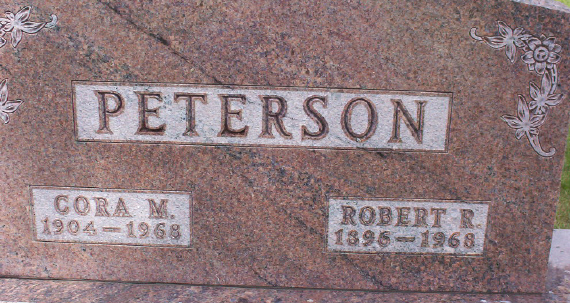 PETERSON
CORA M.
1904–1968
ROBERT R.
1896–1968